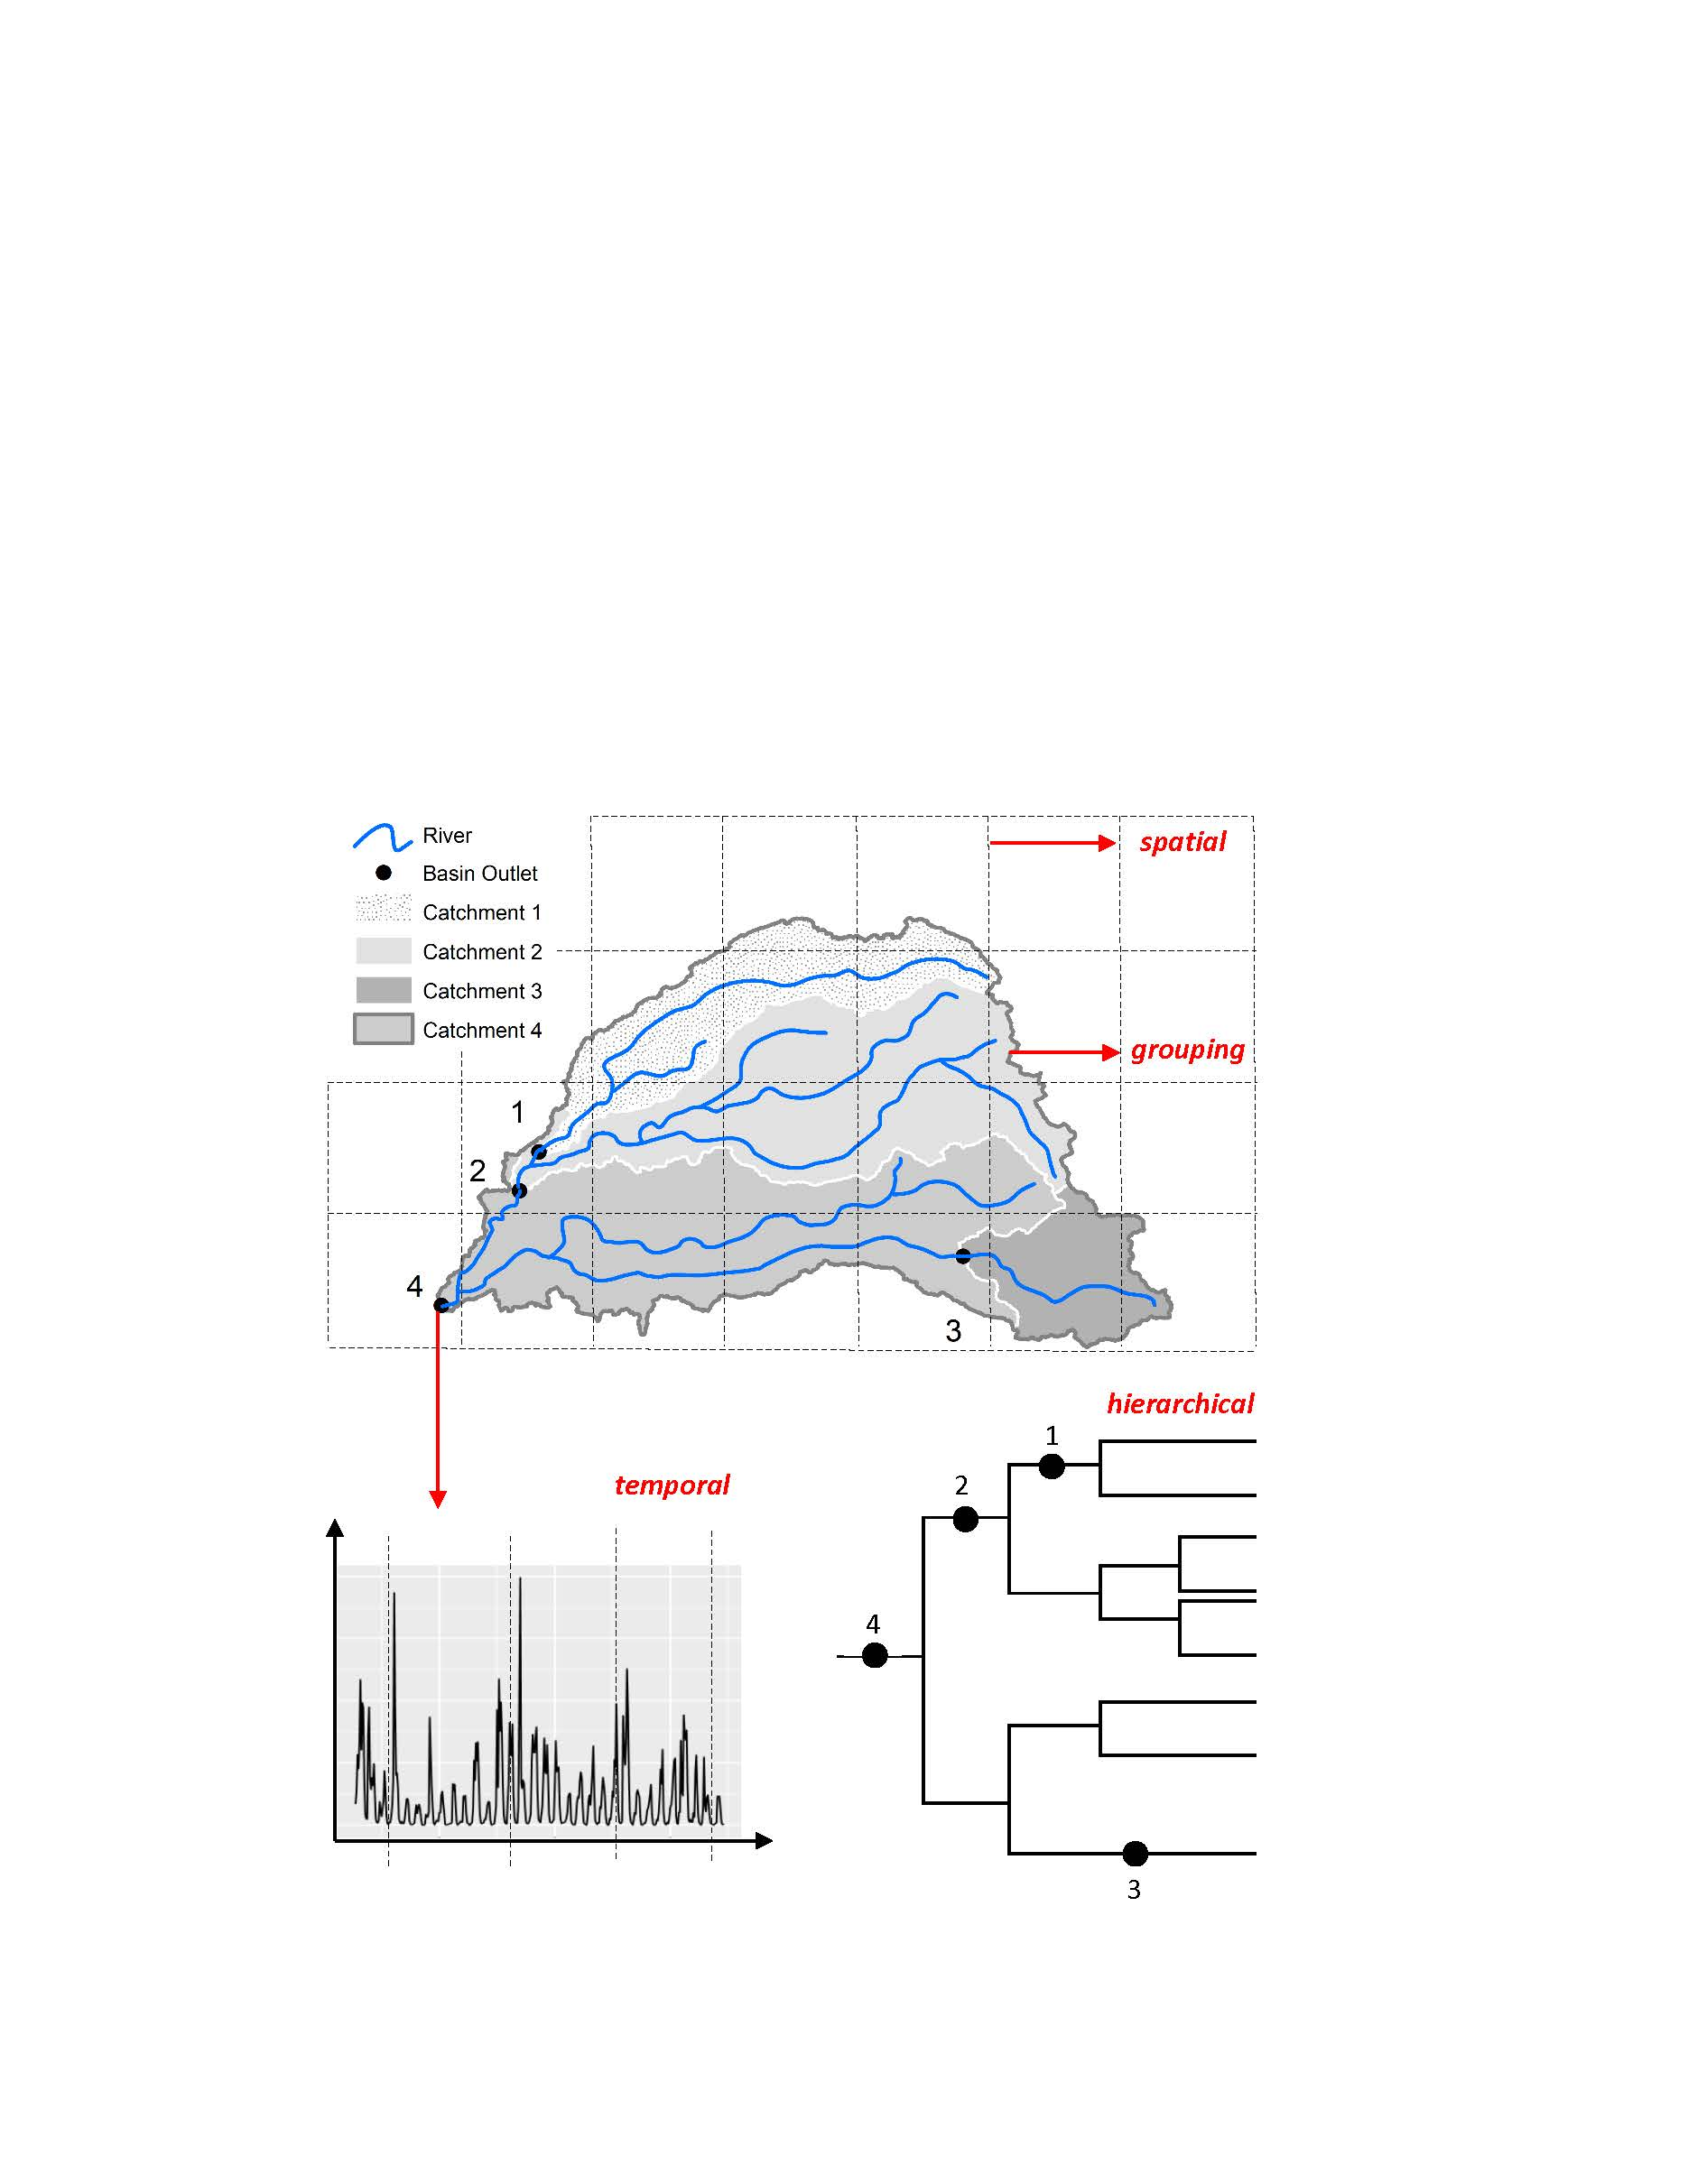 River
Basin Outlet
Catchment 1
Catchment 2
Catchment 3
Catchment 4
spatial
grouping
1
2
4
3
hierarchical
temporal
1
2
4
3